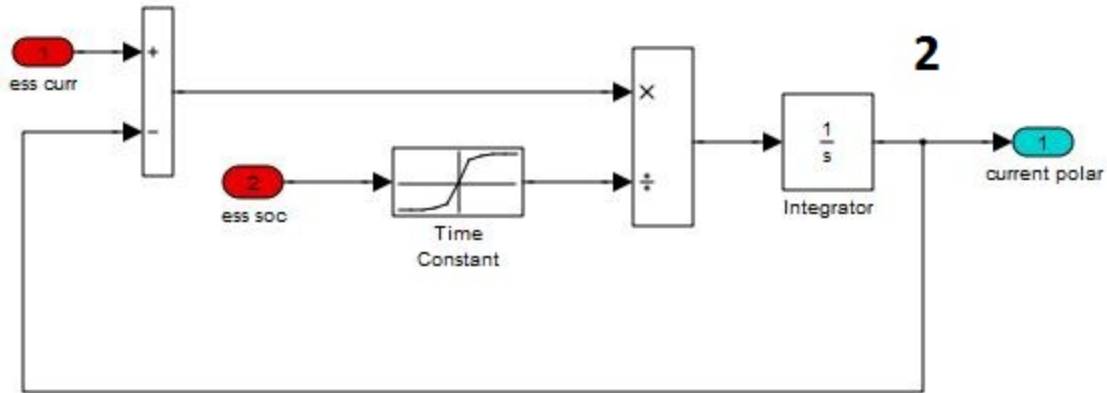 2
1
+
ess curr
×
−
1
s
1
current polar
2
÷
ess soc
Integrator
Time
Constant